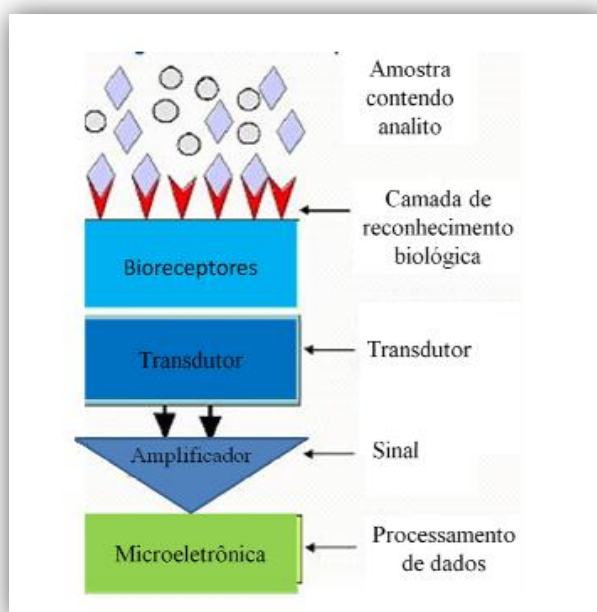 Amostra
contendo
analito
Camada de
reconhecimento
biológica
Bioreceptores
Transdutor
Transdutor
Amplificador
Sinal
Microeletrônica
Processamento
de dados